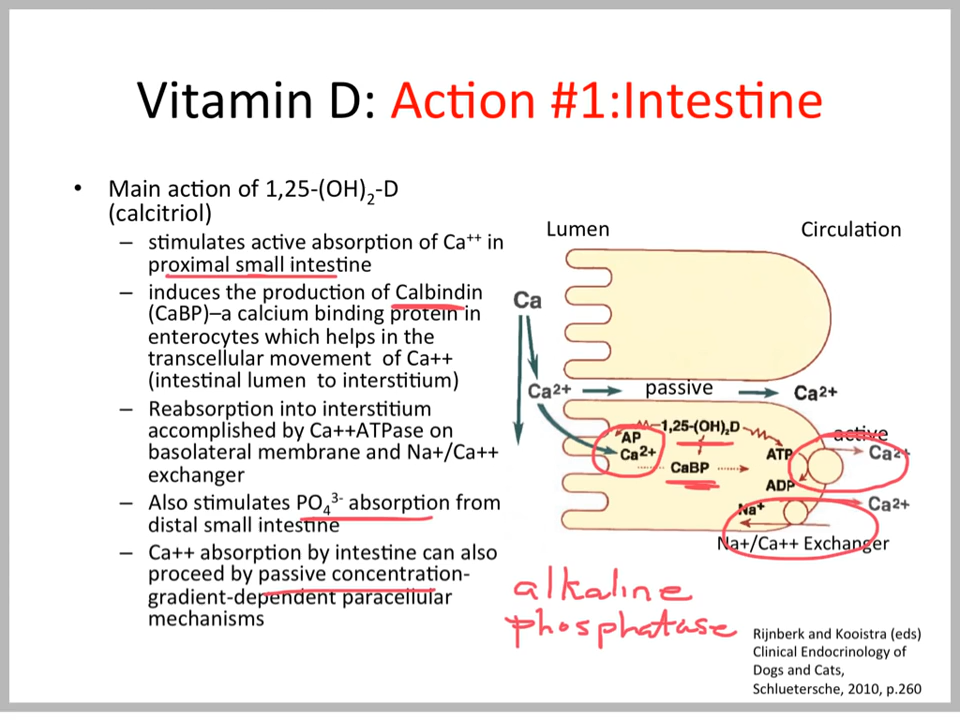 Vitamin D: Action #1:Intestine
• Main action of 1,25-(OH)₂-D
(calcitriol)
– stimulates active absorption of Ca⁺⁺ in
proximal small intestine
– induces the production of Calbindin
(CaBP)–a calcium binding protein in
enterocytes which helps in the
transcellular movement of Ca++
(intestinal lumen to interstitium)
– Reabsorption into interstitium
accomplished by Ca++ATPase on
basolateral membrane and Na+/Ca++
exchanger
– Also stimulates PO₄³⁻ absorption from
distal small intestine
– Ca++ absorption by intestine can also
proceed by passive concentration-
gradient-dependent paracellular
mechanisms
Lumen
Circulation
Ca
Ca2+
passive
Ca2+
1,25-(OH)₂D
AP
Ca2+
CaBP
ATP
ADP
active
Ca2+
Na+
Ca2+
Na+/Ca++ Exchanger
alkaline
phosphatase
Rijnberk and Kooistra (eds)
Clinical Endocrinology of
Dogs and Cats,
Schluetersche, 2010, p.260